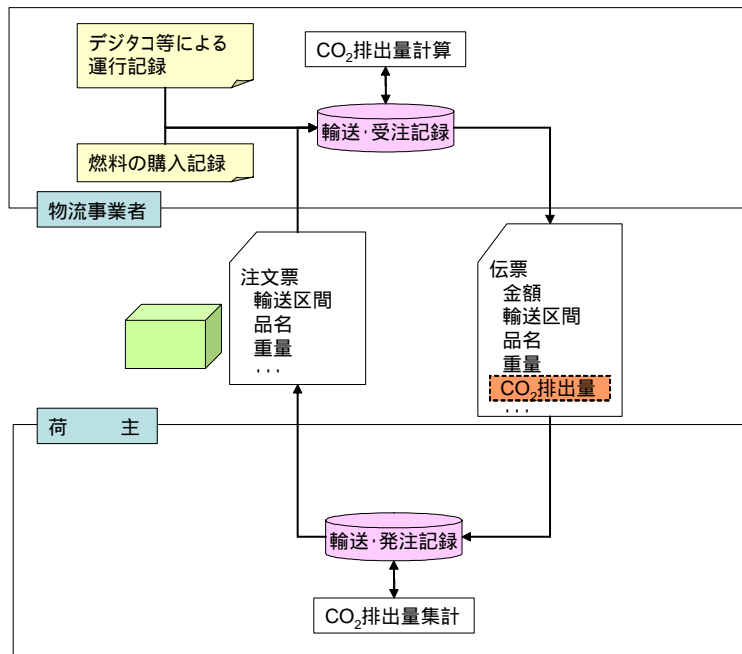 デジタコ等による
運行記録
CO₂排出量計算
輸送･受注記録
燃料の購入記録
物流事業者
注文票
輸送区間
品名
重量
･･･
伝票
金額
輸送区間
品名
重量
CO₂排出量
･･･
荷　　主
輸送･発注記録
CO₂排出量集計